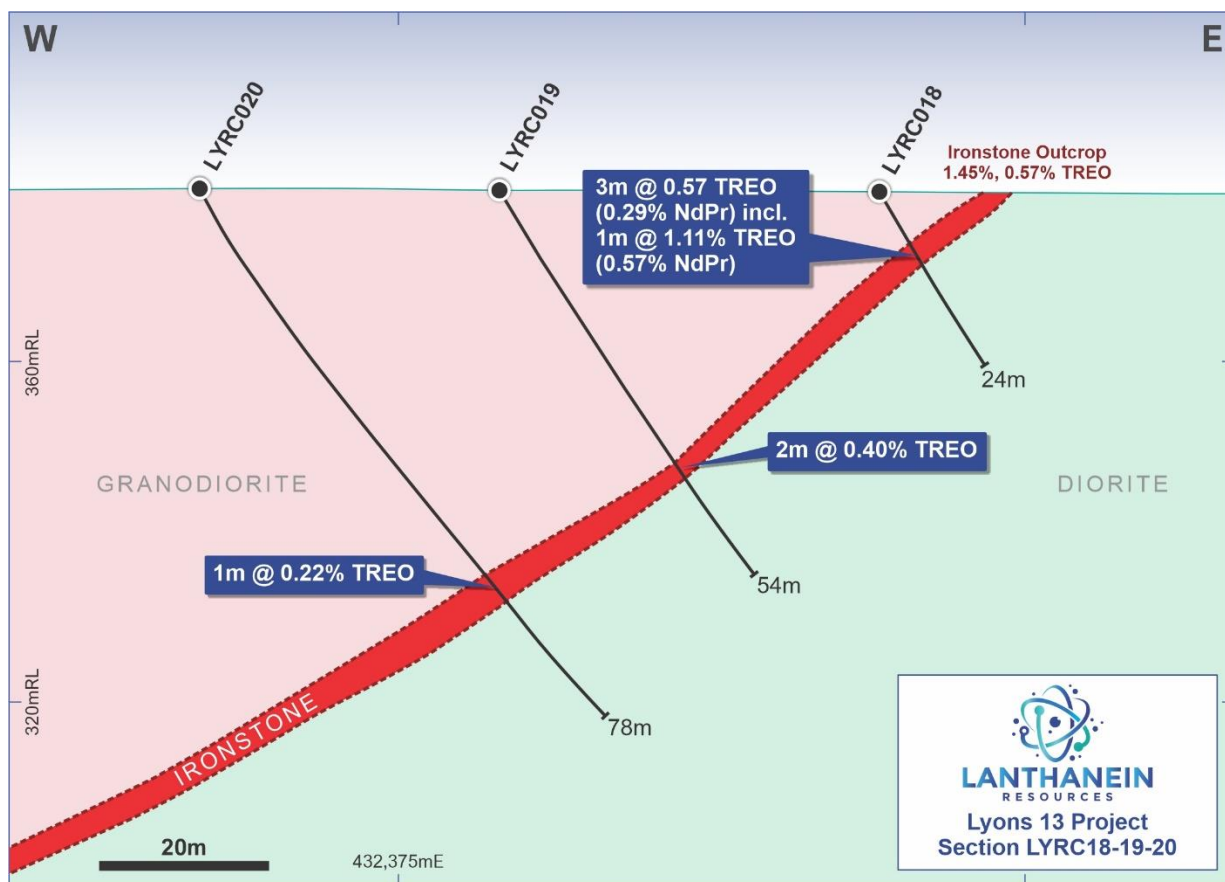 W
E
LYRC020
LYRC019
LYRC018
Ironstone Outcrop
1.45%, 0.57% TREO
3m @ 0.57 TREO
(0.29% NdPr) incl.
1m @ 1.11% TREO
(0.57% NdPr)
360mRL
24m
2m @ 0.40% TREO
GRANODIORITE
DIORITE
1m @ 0.22% TREO
54m
320mRL
78m
IRONSTONE
LANTHANEIN
RESOURCES
Lyons 13 Project
Section LYRC18-19-20
20m
432,375mE